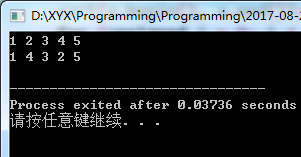 D:\XYX\Programming\Programming\2017-08-2
1 2 3 4 5
1 4 3 2 5
--------------------------------
Process exited after 0.03736 seconds
请按任意键继续. . .